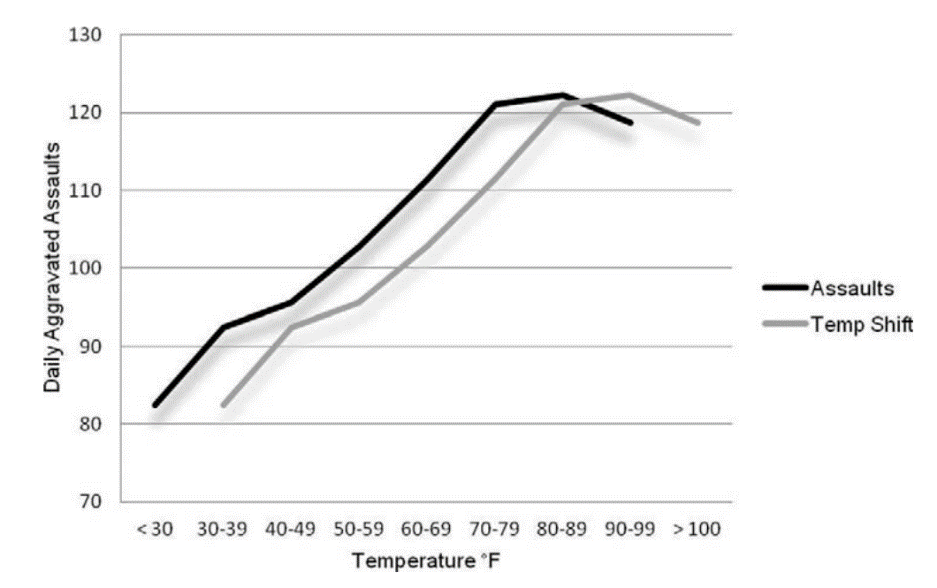 130
120
110
100
90
80
70
Daily Aggravated Assaults
Assaults
Temp Shift
< 30 30-39 40-49 50-59 60-69 70-79 80-89 90-99 > 100
Temperature °F